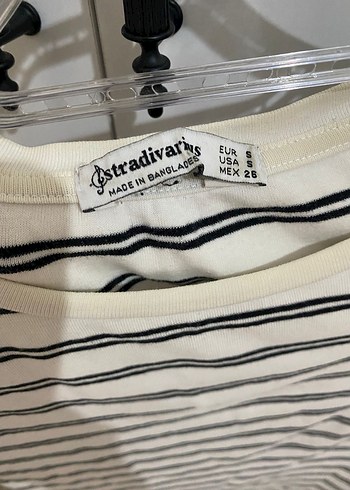 stradivarius
MADE IN BANGLADESH
EUR S
USA S
MEX 26